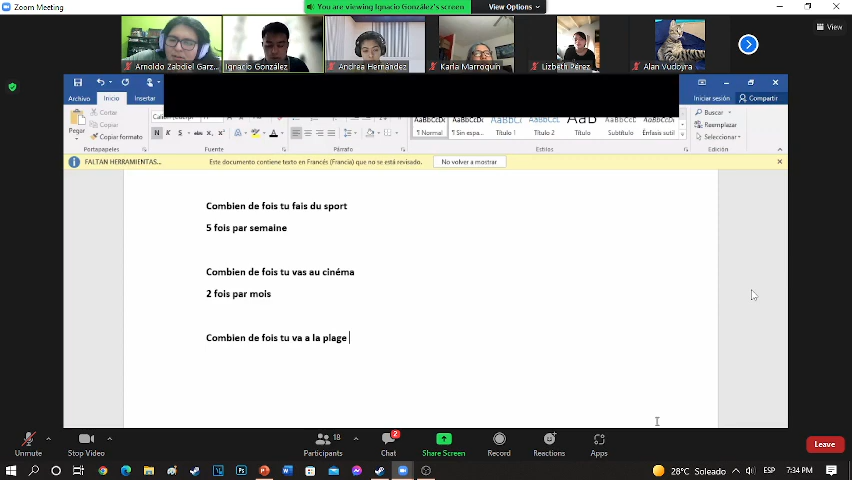 Zoom Meeting
You are viewing Ignacio González's screen
View Options
View
Arnoldo Zabdiel Garz...
Ignacio González
Andrea Hernández
Karla Marroquin
Lizbeth Pérez
Alan Vudoyra
Archivo
Inicio
Insertar
Iniciar sesión
Compartir
Pegar
Cortar
Copiar
Copiar formato
Portapapeles
N K S abc x₂ x²
Fuente
Párrafo
AaBbCcDc AaBbCcDc AaBbCc AaBbCcD AaB AaBbCcD AaBbCcDc
¶ Normal
¶ Sin espa...
Título 1
Título 2
Título
Subtítulo
Énfasis sutil
Estilos
Buscar
Reemplazar
Seleccionar
Edición
FALTAN HERRAMIENTAS...
Este documento contiene texto en Francés (Francia) que no se está revisado.
No volver a mostrar
Combien de fois tu fais du sport
5 fois par semaine
Combien de fois tu vas au cinéma
2 fois par mois
Combien de fois tu va a la plage
Unmute
Stop Video
18
Participants
2
Chat
Share Screen
Record
Reactions
Apps
Leave
28°C Soleado
ESP
7:34 PM